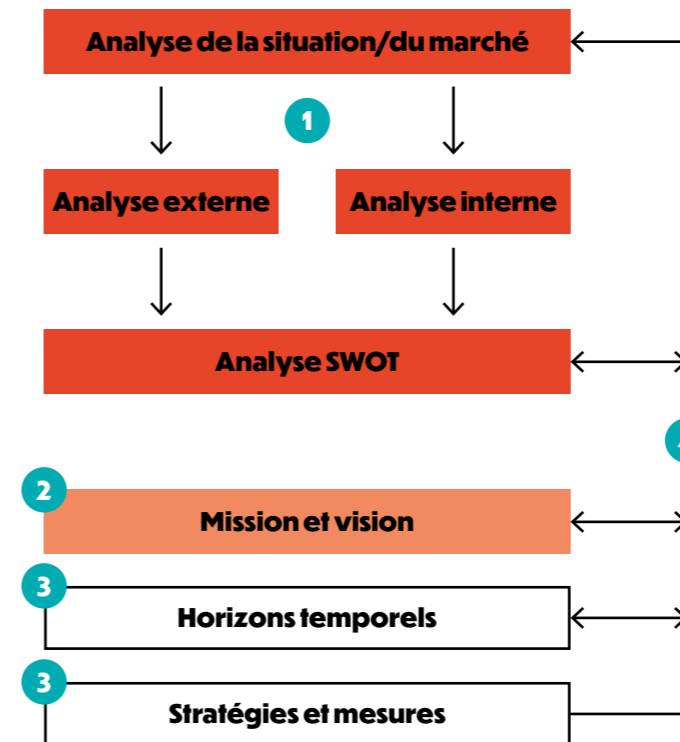 Analyse de la situation/du marché
1
Analyse externe
Analyse interne
Analyse SWOT
2
Mission et vision
3
Horizons temporels
3
Stratégies et mesures